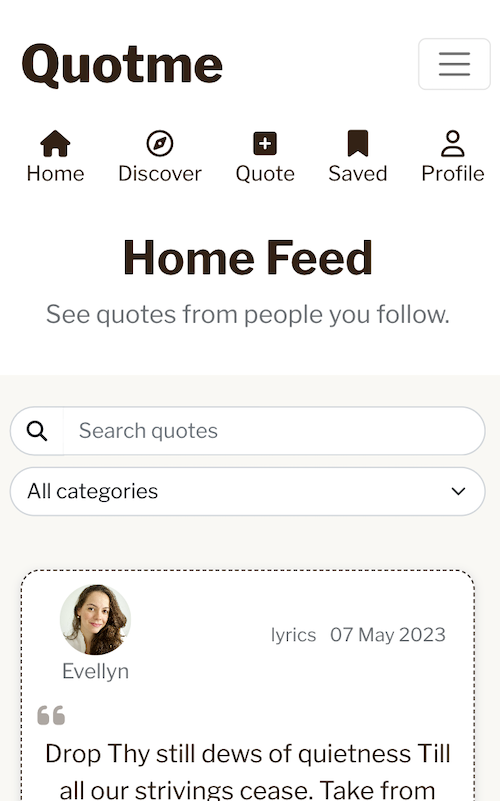 Quotme
Home Discover Quote Saved Profile
Home Feed
See quotes from people you follow.
Search quotes
All categories
lyrics 07 May 2023
Evellyn
Drop Thy still dews of quietness Till
all our strivings cease. Take from